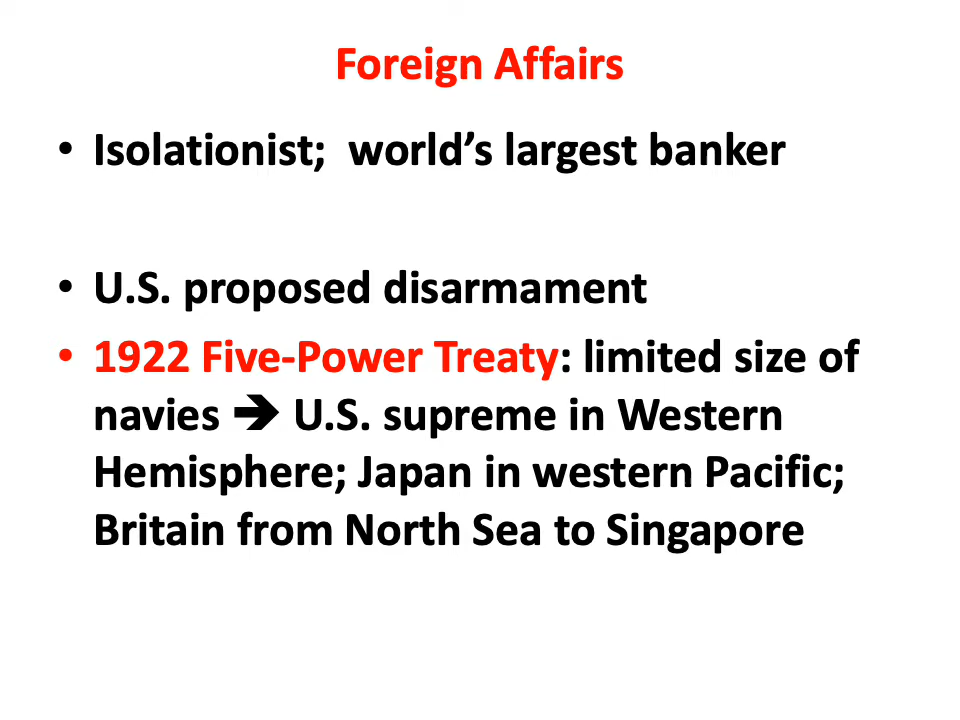 Foreign Affairs
• Isolationist;  world’s largest banker
• U.S. proposed disarmament
• 1922 Five-Power Treaty: limited size of
navies ➔ U.S. supreme in Western
Hemisphere; Japan in western Pacific;
Britain from North Sea to Singapore